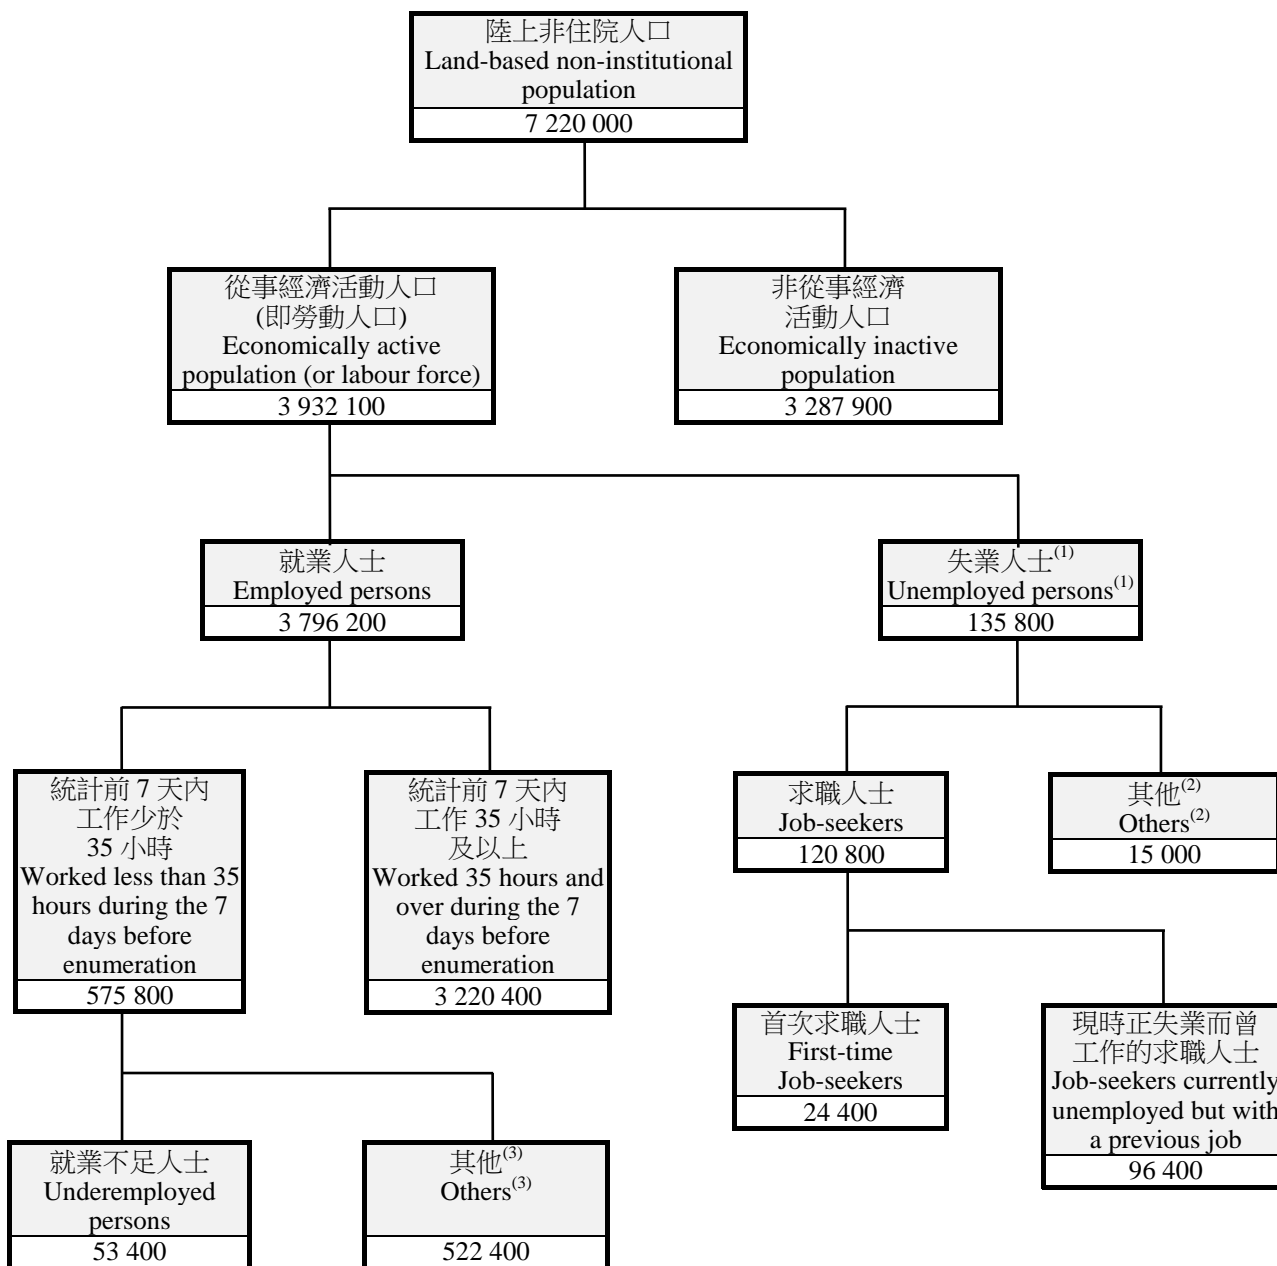 陸上非住院人口
Land-based non-institutional
population
7 220 000
從事經濟活動人口
(即勞動人口)
Economically active
population (or labour force)
3 932 100
非從事經濟
活動人口
Economically inactive
population
3 287 900
就業人士
Employed persons
3 796 200
失業人士(1)
Unemployed persons(1)
135 800
統計前 7 天內
工作少於
35 小時
Worked less than 35
hours during the 7
days before
enumeration
575 800
統計前 7 天內
工作 35 小時
及以上
Worked 35 hours and
over during the 7
days before
enumeration
3 220 400
求職人士
Job-seekers
120 800
其他(2)
Others(2)
15 000
首次求職人士
First-time
Job-seekers
24 400
現時正失業而曾
工作的求職人士
Job-seekers currently
unemployed but with
a previous job
96 400
就業不足人士
Underemployed
persons
53 400
其他(3)
Others(3)
522 400